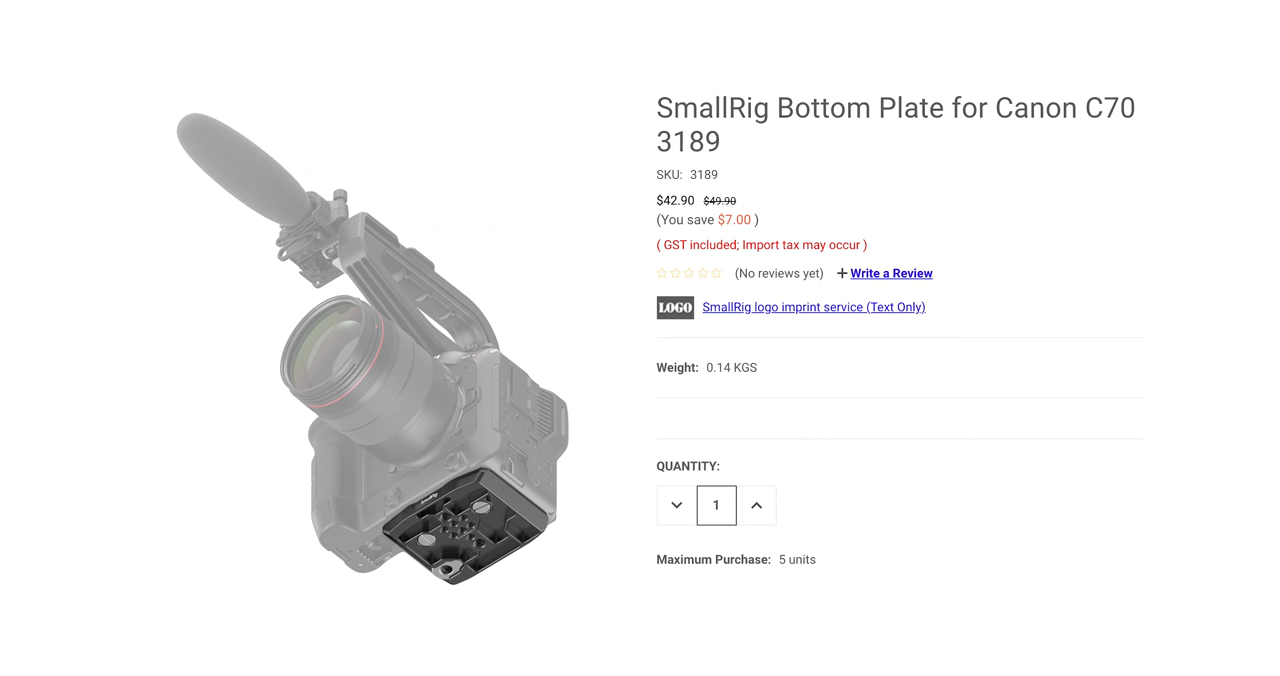 SmallRig Bottom Plate for Canon C70
3189
SKU: 3189
$42.90 $49.90
(You save $7.00 )
( GST included; Import tax may occur )
(No reviews yet) + Write a Review
LOGO SmallRig logo imprint service (Text Only)
Weight: 0.14 KGS
QUANTITY:
1
Maximum Purchase: 5 units
SmallRig